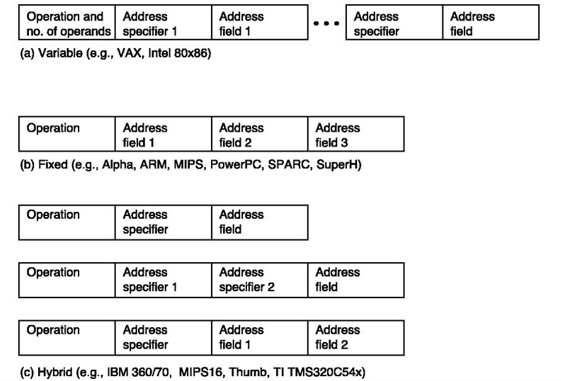 Operation and no. of operands
Address specifier 1
Address field 1
• • •
Address specifier
Address field
(a) Variable (e.g., VAX, Intel 80x86)
Operation
Address field 1
Address field 2
Address field 3
(b) Fixed (e.g., Alpha, ARM, MIPS, PowerPC, SPARC, SuperH)
Operation
Address specifier
Address field
Operation
Address specifier 1
Address specifier 2
Address field
Operation
Address specifier
Address field 1
Address field 2
(c) Hybrid (e.g., IBM 360/70, MIPS16, Thumb, TI TMS320C54x)